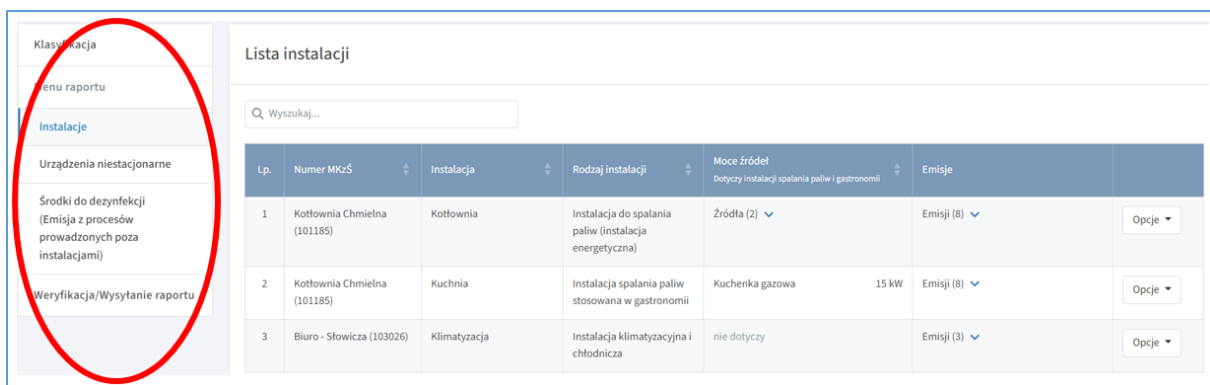 Klasyfikacja
Menu raportu
Instalacje
Urządzenia niestacjonarne
Środki do dezynfekcji
(Emisja z procesów
prowadzonych poza
instalacjami)
Weryfikacja/Wysyłanie raportu
Lista instalacji
Wyszukaj...
Lp. Numer MKzŚ Instalacja Rodzaj instalacji Moce źródeł Emisje
Dotyczy instalacji spalania paliw i gastronomii
1 Kotłownia Chmielna Kotłownia Instalacja do spalania Źródła (2) Emisji (8) Opcje
(101185) paliw (instalacja
energetyczna)
2 Kotłownia Chmielna Kuchnia Instalacja spalania paliw Kuchenka gazowa 15 kW Emisji (8) Opcje
(101185) stosowana w gastronomii
3 Biuro - Słowicza (103026) Klimatyzacja Instalacja klimatyzacyjna i nie dotyczy Emisji (3) Opcje
chłodnicza